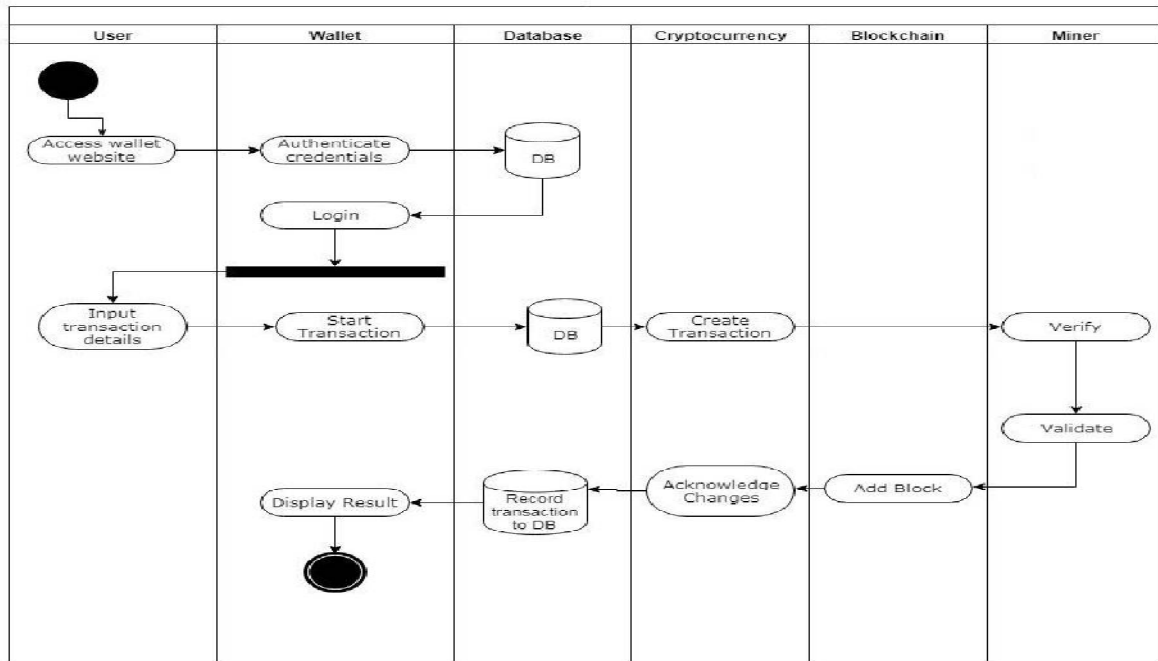 User
Wallet
Database
Cryptocurrency
Blockchain
Miner
Access wallet
website
Authenticate
credentials
DB
Login
Input
transaction
details
Start
Transaction
DB
Create
Transaction
Verify
Validate
Display Result
Record
transaction
to DB
Acknowledge
Changes
Add Block